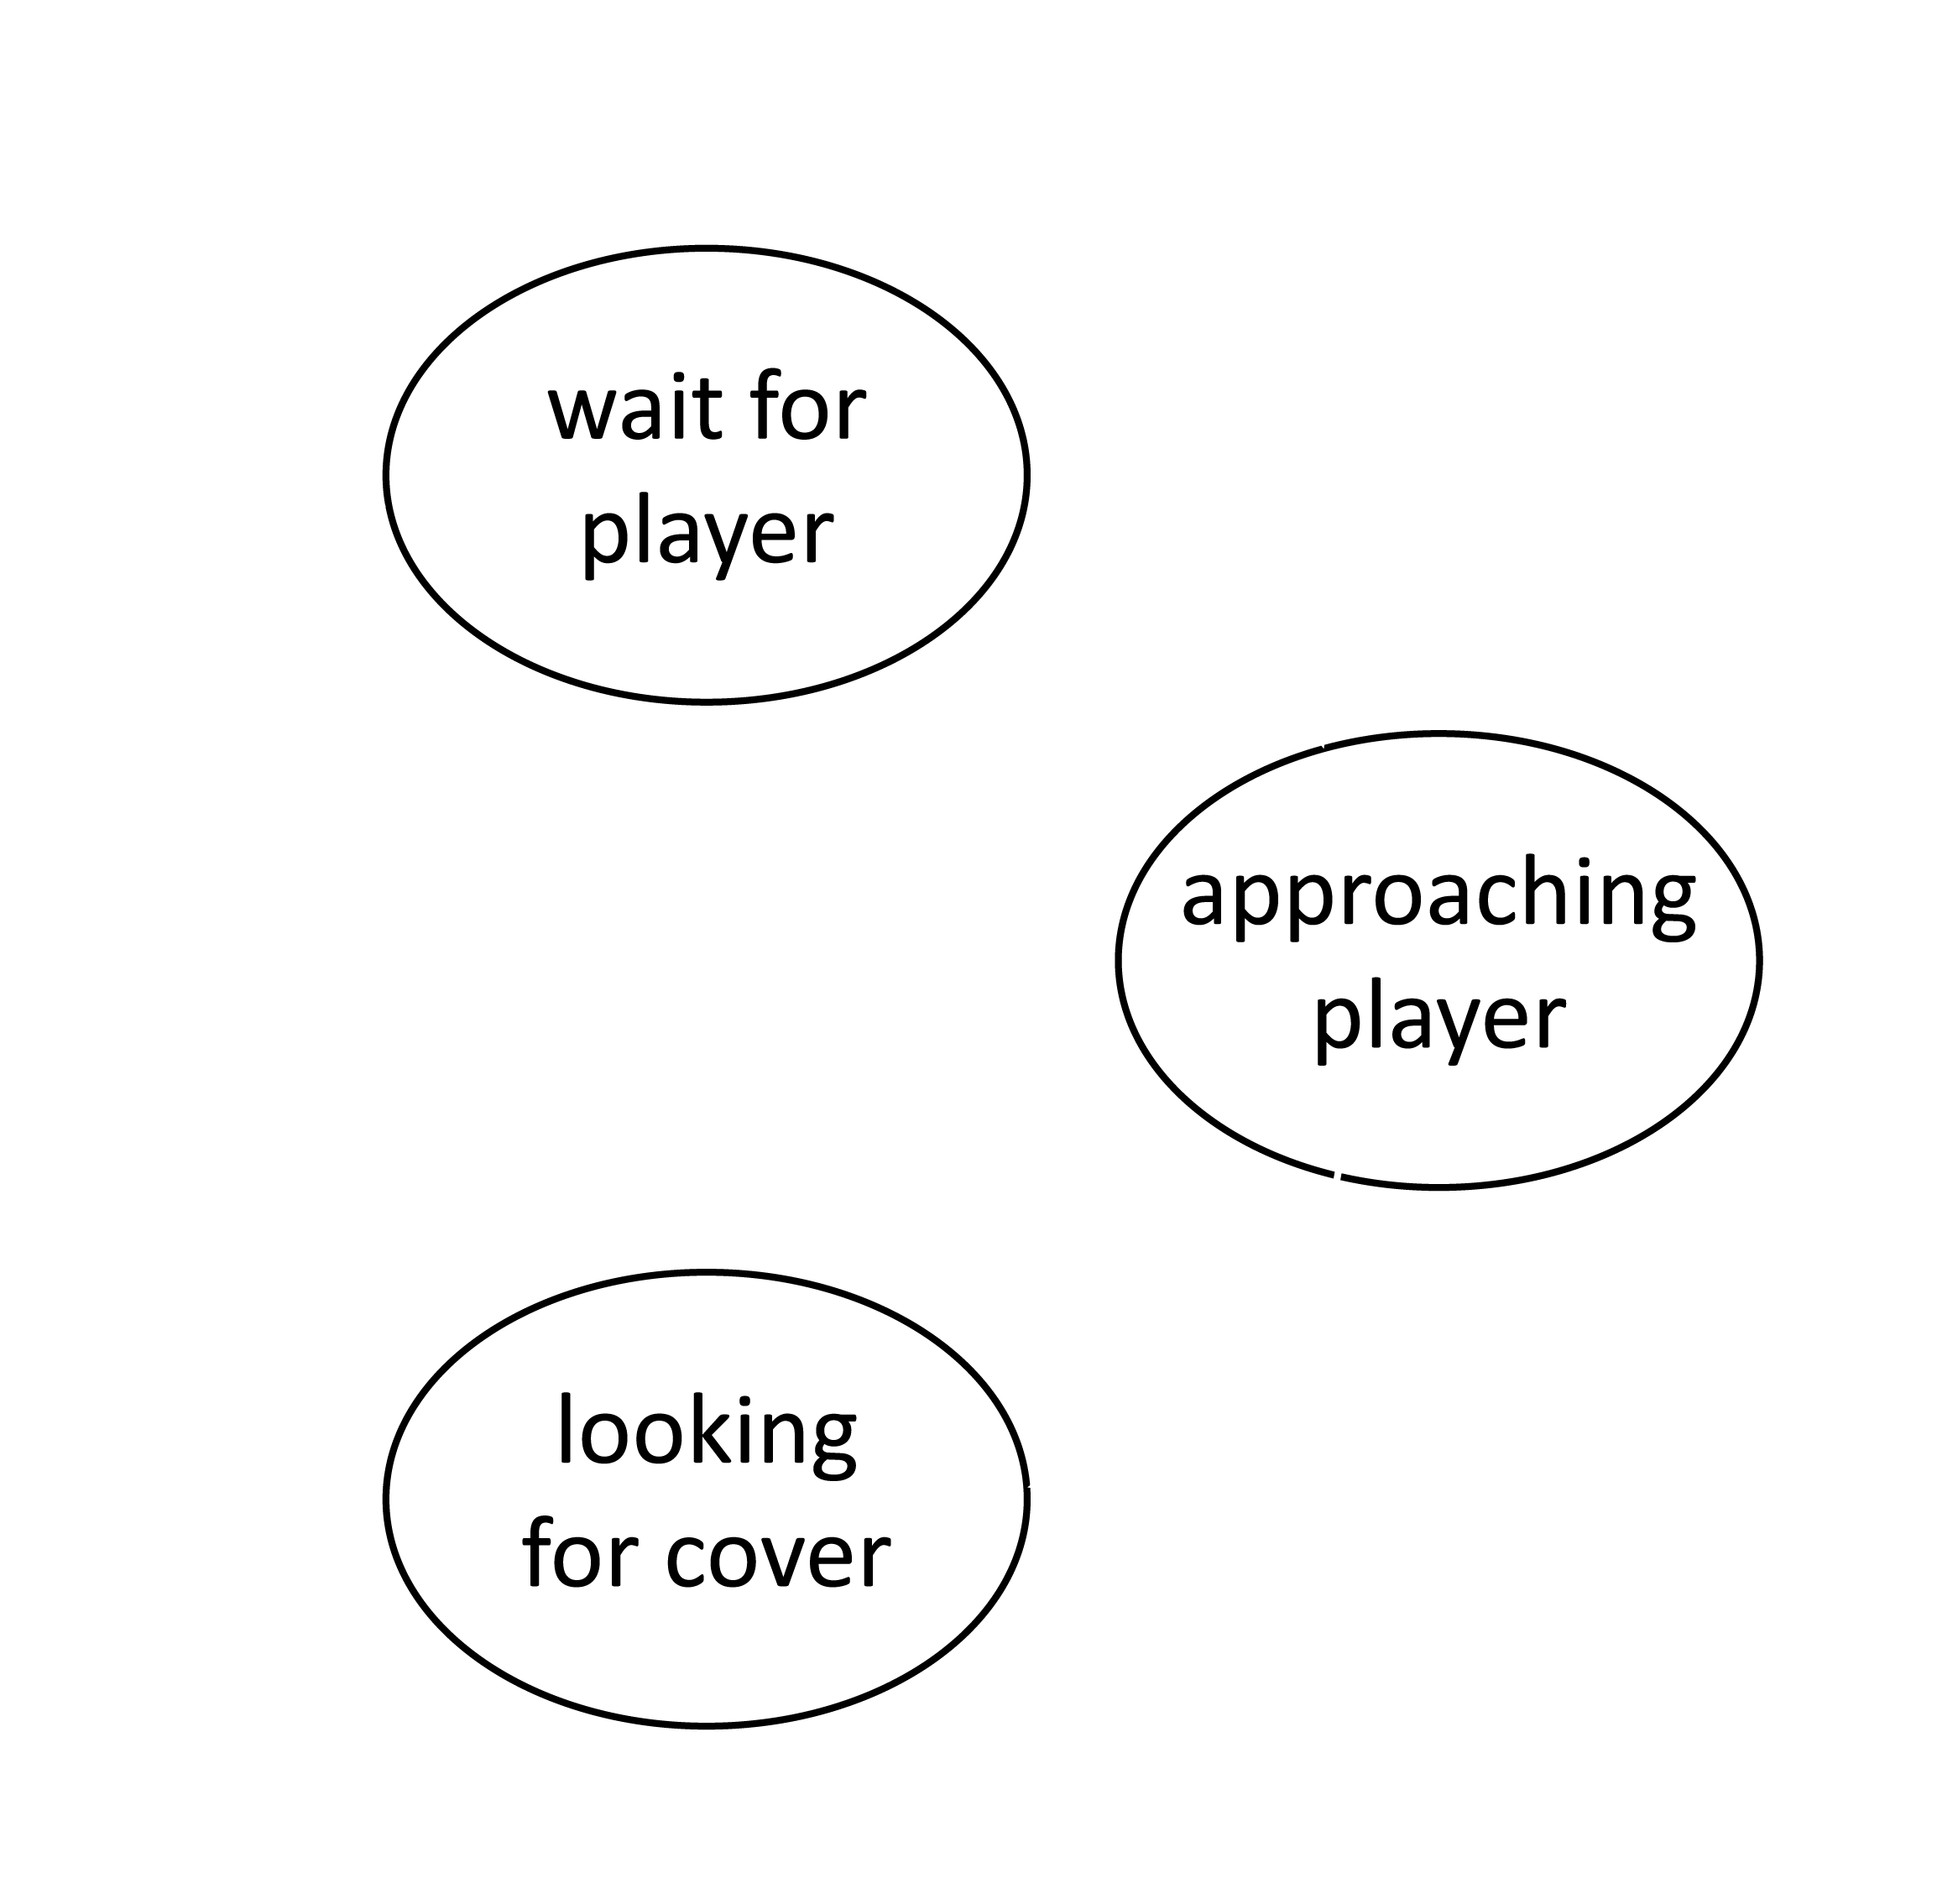 wait for
player
approaching
player
looking
for cover